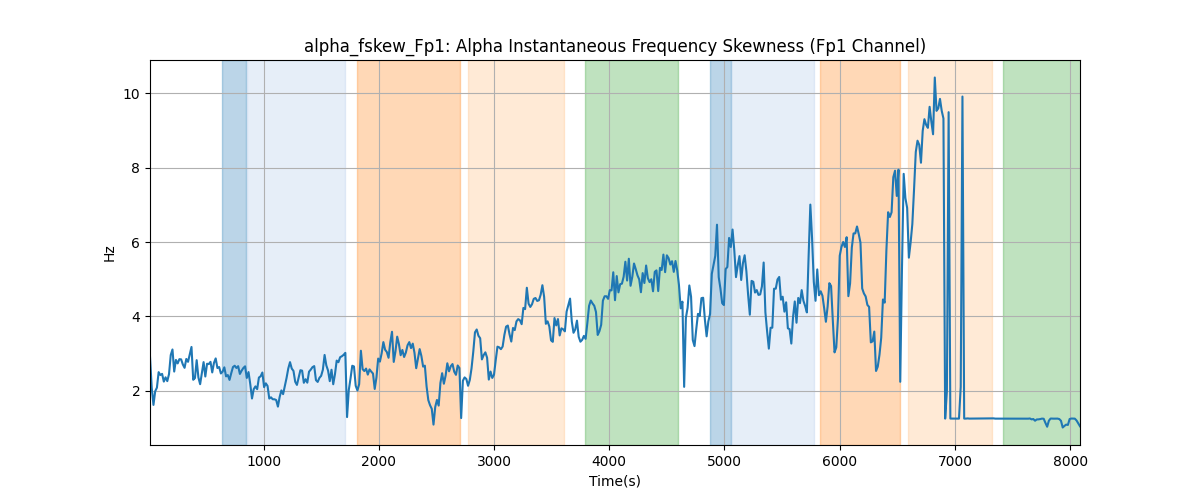 alpha_fskew_Fp1: Alpha Instantaneous Frequency Skewness (Fp1 Channel)
10
8
6
4
2
Hz
1000 2000 3000 4000 5000 6000 7000 8000
Time(s)